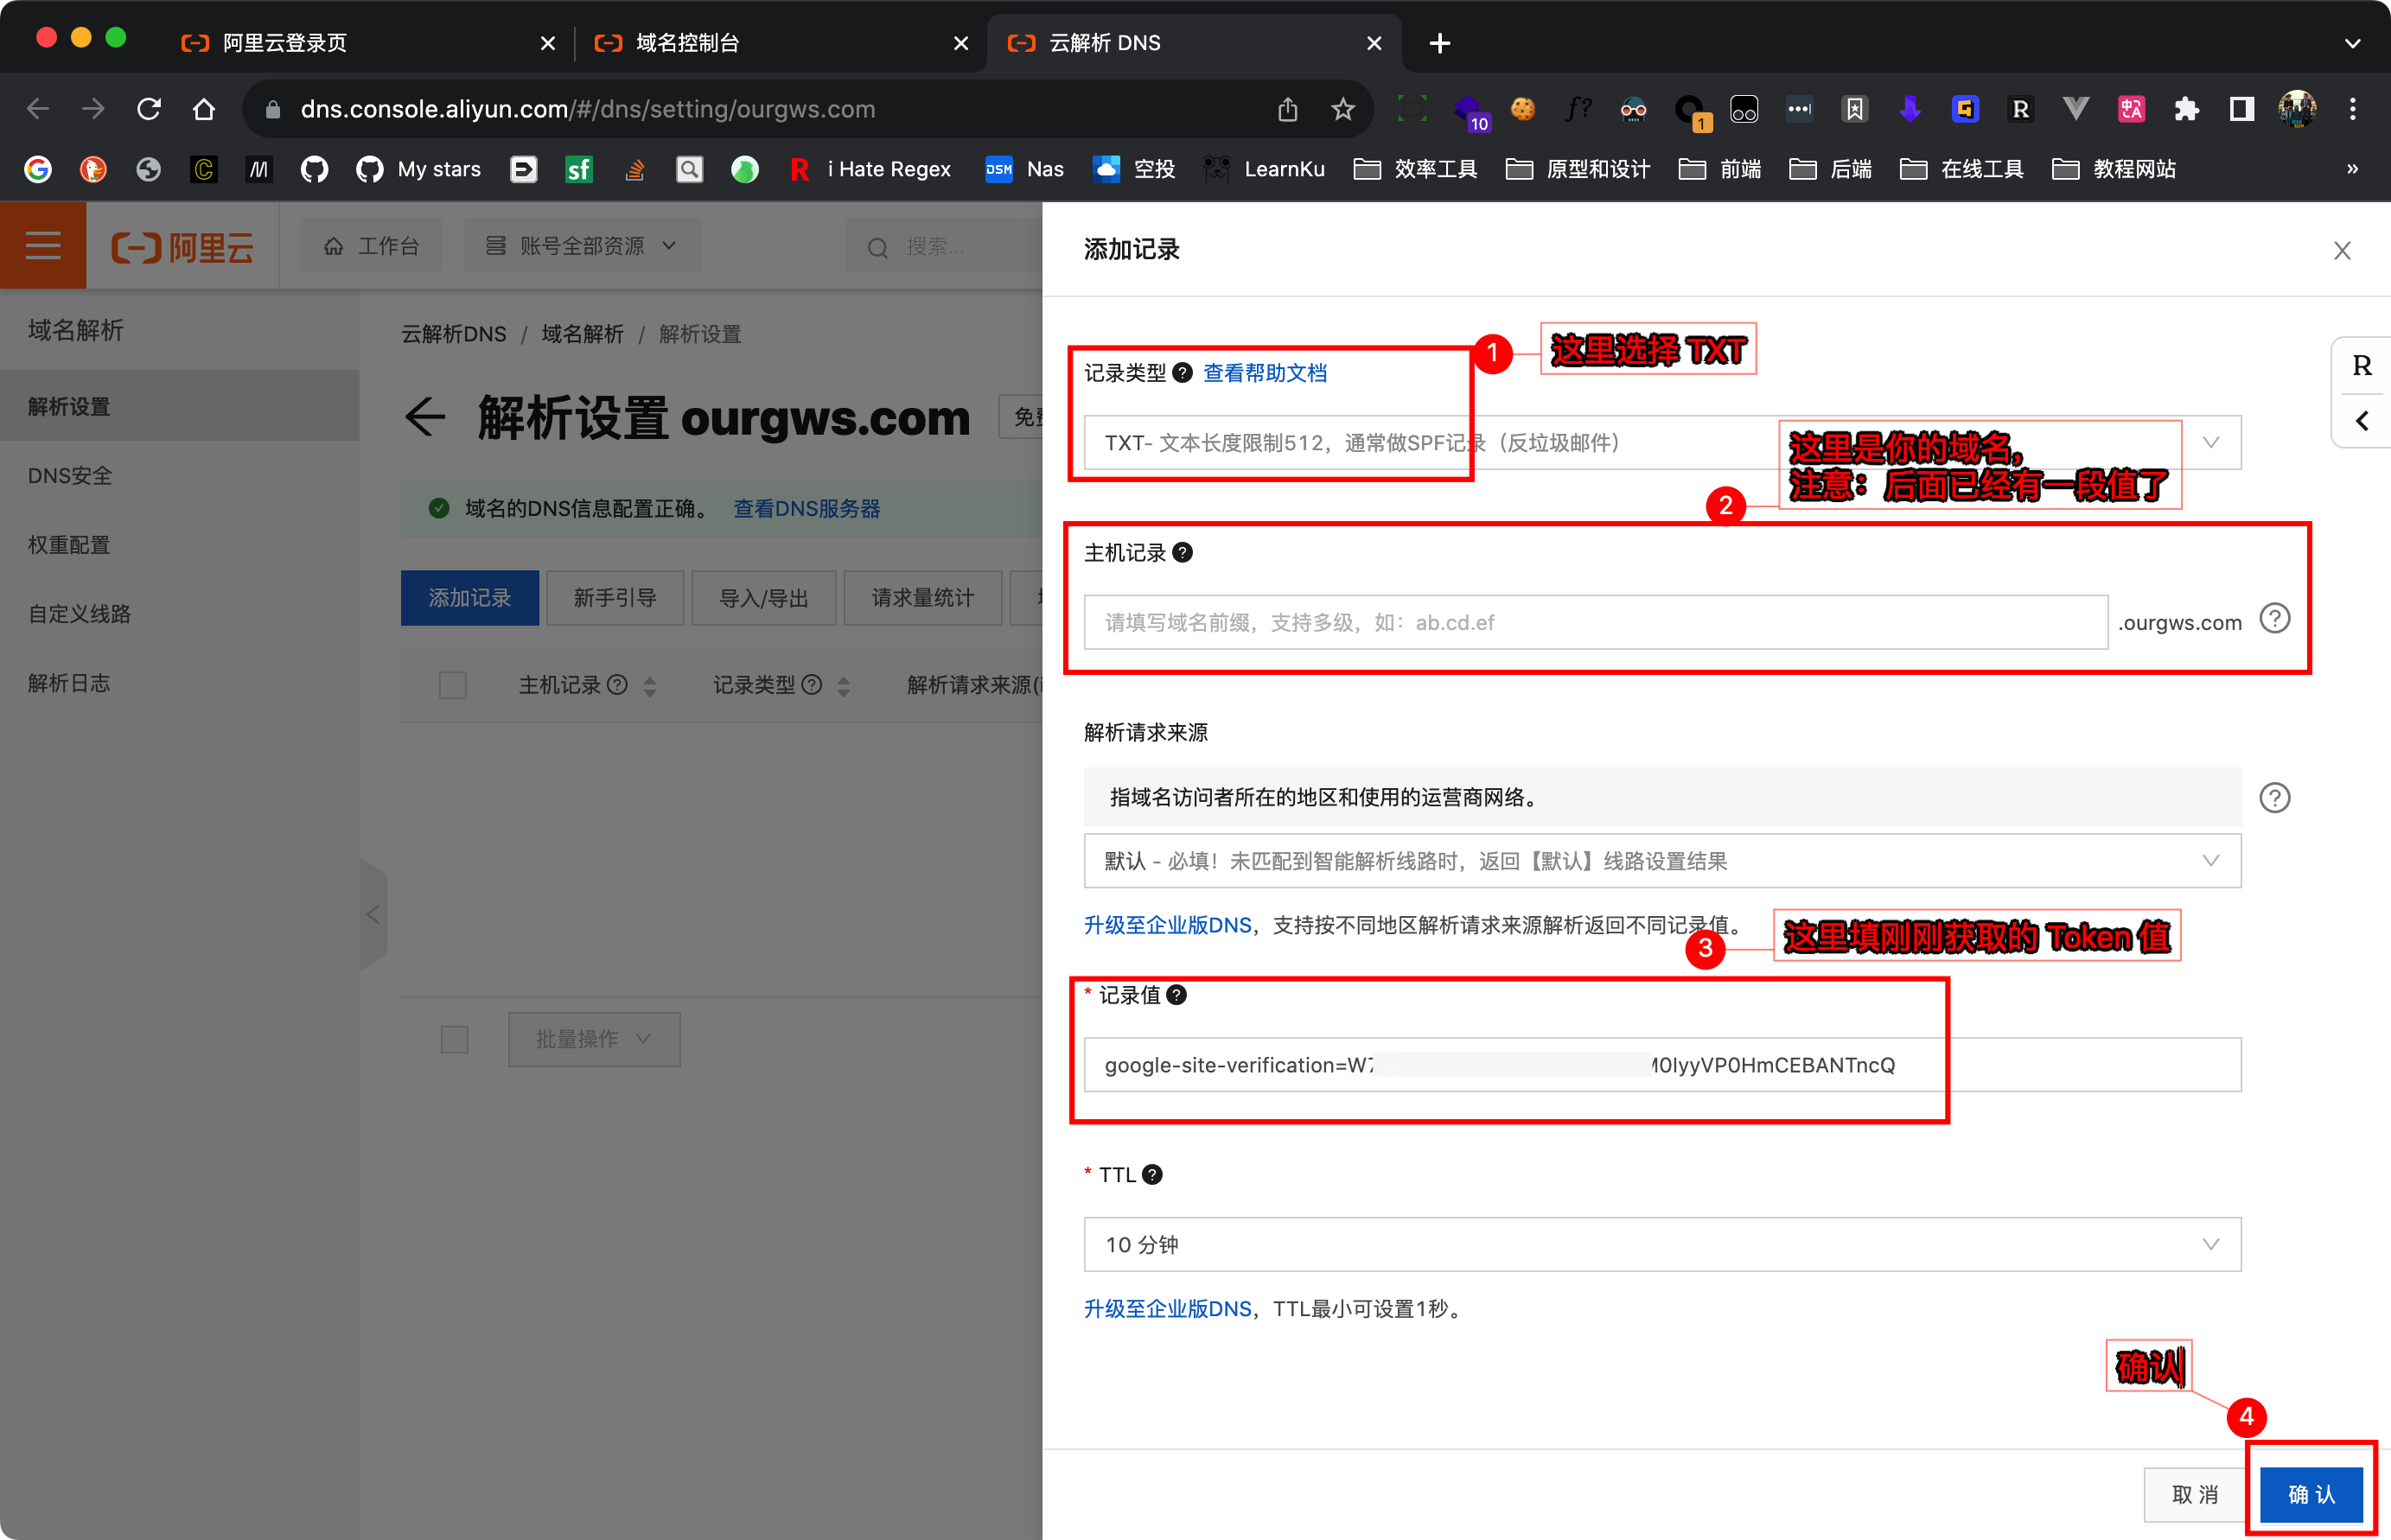 阿里云登录页
域名控制台
云解析 DNS
dns.console.aliyun.com/#/dns/setting/ourgws.com
10
f?
1
R
My stars
sf
R
i Hate Regex
DSM
Nas
空投
LearnKu
效率工具
原型和设计
前端
后端
在线工具
教程网站
»
阿里云
工作台
账号全部资源
搜索...
域名解析
解析设置
DNS安全
权重配置
自定义线路
解析日志
云解析DNS / 域名解析 / 解析设置
解析设置 ourgws.com
域名的DNS信息配置正确。 查看DNS服务器
添加记录
新手引导
导入/导出
请求量统计
主机记录
记录类型
解析请求来源
批量操作
添加记录
1
这里选择 TXT
记录类型 查看帮助文档
TXT- 文本长度限制512，通常做SPF记录（反垃圾邮件）
R
这里是你的域名，
注意：后面已经有一段值了
2
主机记录
请填写域名前缀，支持多级，如：ab.cd.ef
.ourgws.com
解析请求来源
指域名访问者所在的地区和使用的运营商网络。
默认 - 必填！未匹配到智能解析线路时，返回【默认】线路设置结果
升级至企业版DNS，支持按不同地区解析请求来源解析返回不同记录值。
3
这里填刚刚获取的 Token 值
* 记录值
google-site-verification=W
0IyyVP0HmCEBANTncQ
* TTL
10 分钟
升级至企业版DNS，TTL最小可设置1秒。
确认
4
取 消
确 认